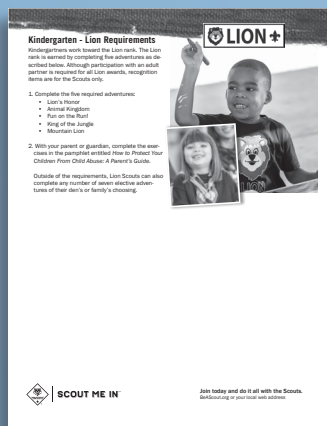 LION
Kindergarten - Lion Requirements
Kindergartners work toward the Lion rank. The Lion
rank is earned by completing five adventures as de-
scribed below. Although participation with an adult
partner is required for all Lion awards, recognition
items are for the Scouts only.
1. Complete the five required adventures:
• Lion's Honor
• Animal Kingdom
• Fun on the Run!
• King of the Jungle
• Mountain Lion
2. With your parent or guardian, complete the exer-
cises in the pamphlet entitled How to Protect Your
Children From Child Abuse: A Parent's Guide.
Outside of the requirements, Lion Scouts can also
complete any number of seven elective adven-
tures of their den's or family's choosing.
LION
SCOUT ME IN
Join today and do it all with the Scouts.
BeAScout.org or your local web address